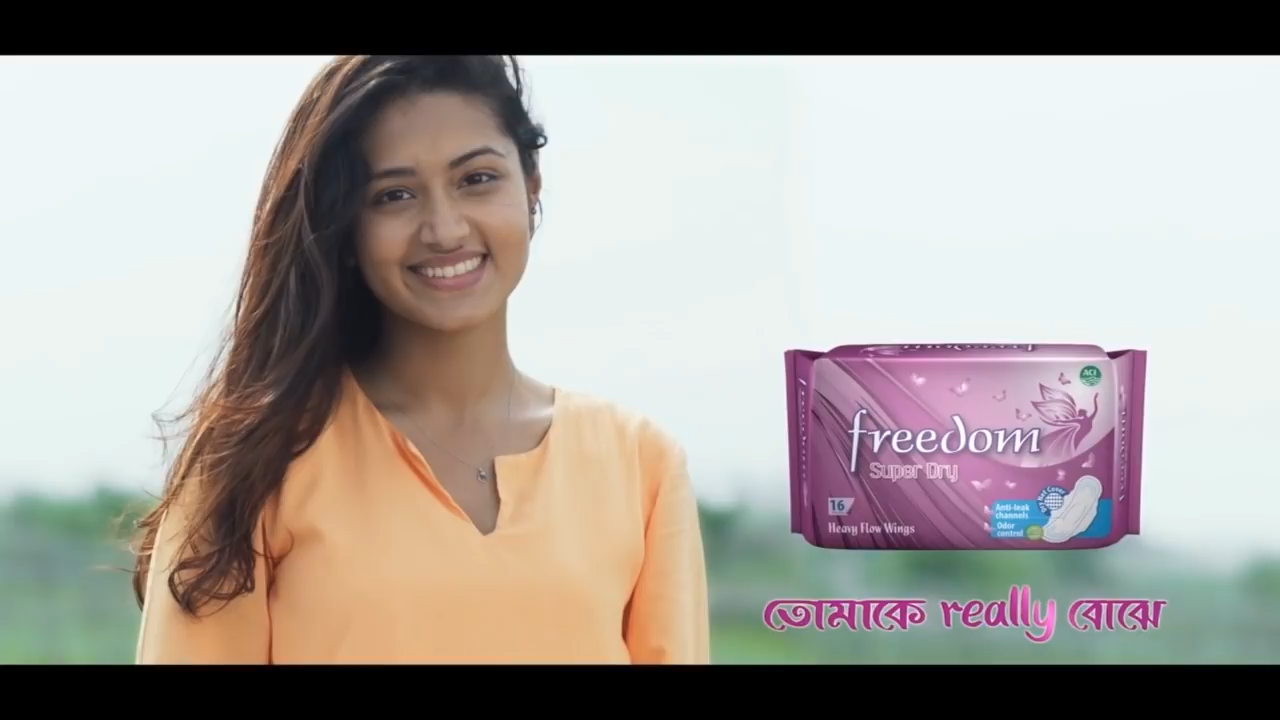 ACI
freedom
Super Dry
16
Heavy Flow Wings
Anti-leak
channels
Odor
control
তোমাকে really বোঝে